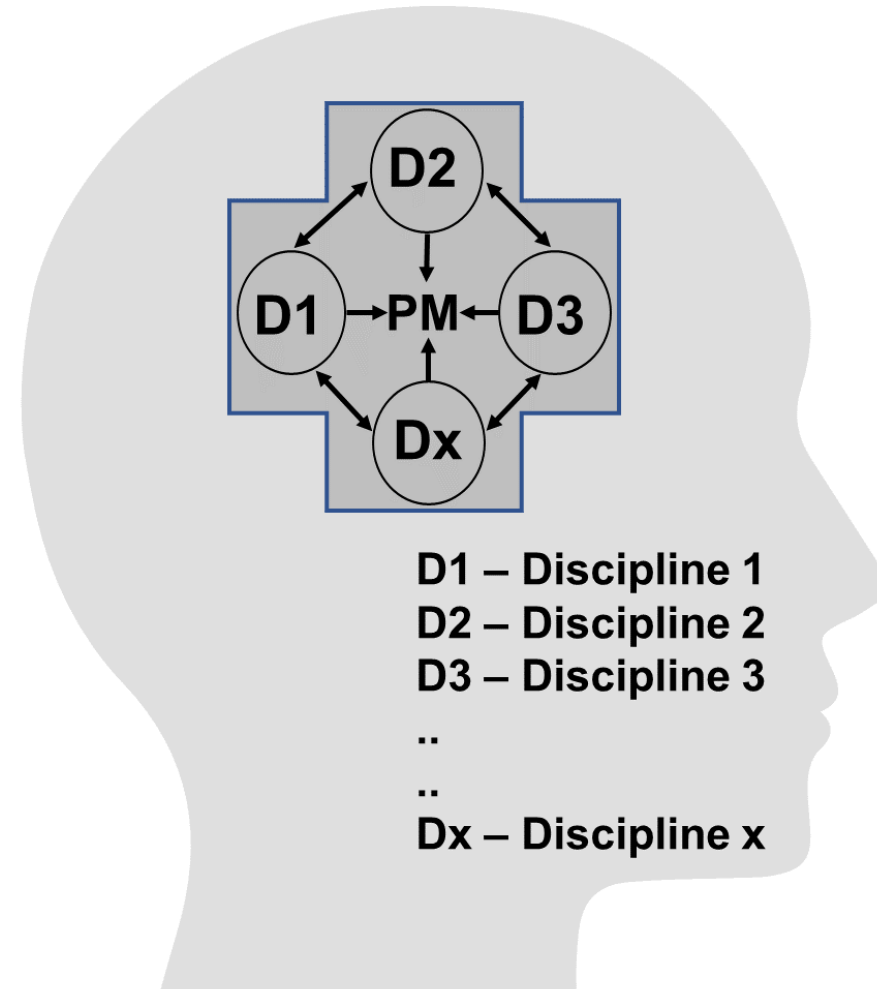 D2
D1 PM D3
Dx
D1 – Discipline 1
D2 – Discipline 2
D3 – Discipline 3
..
..
Dx – Discipline x